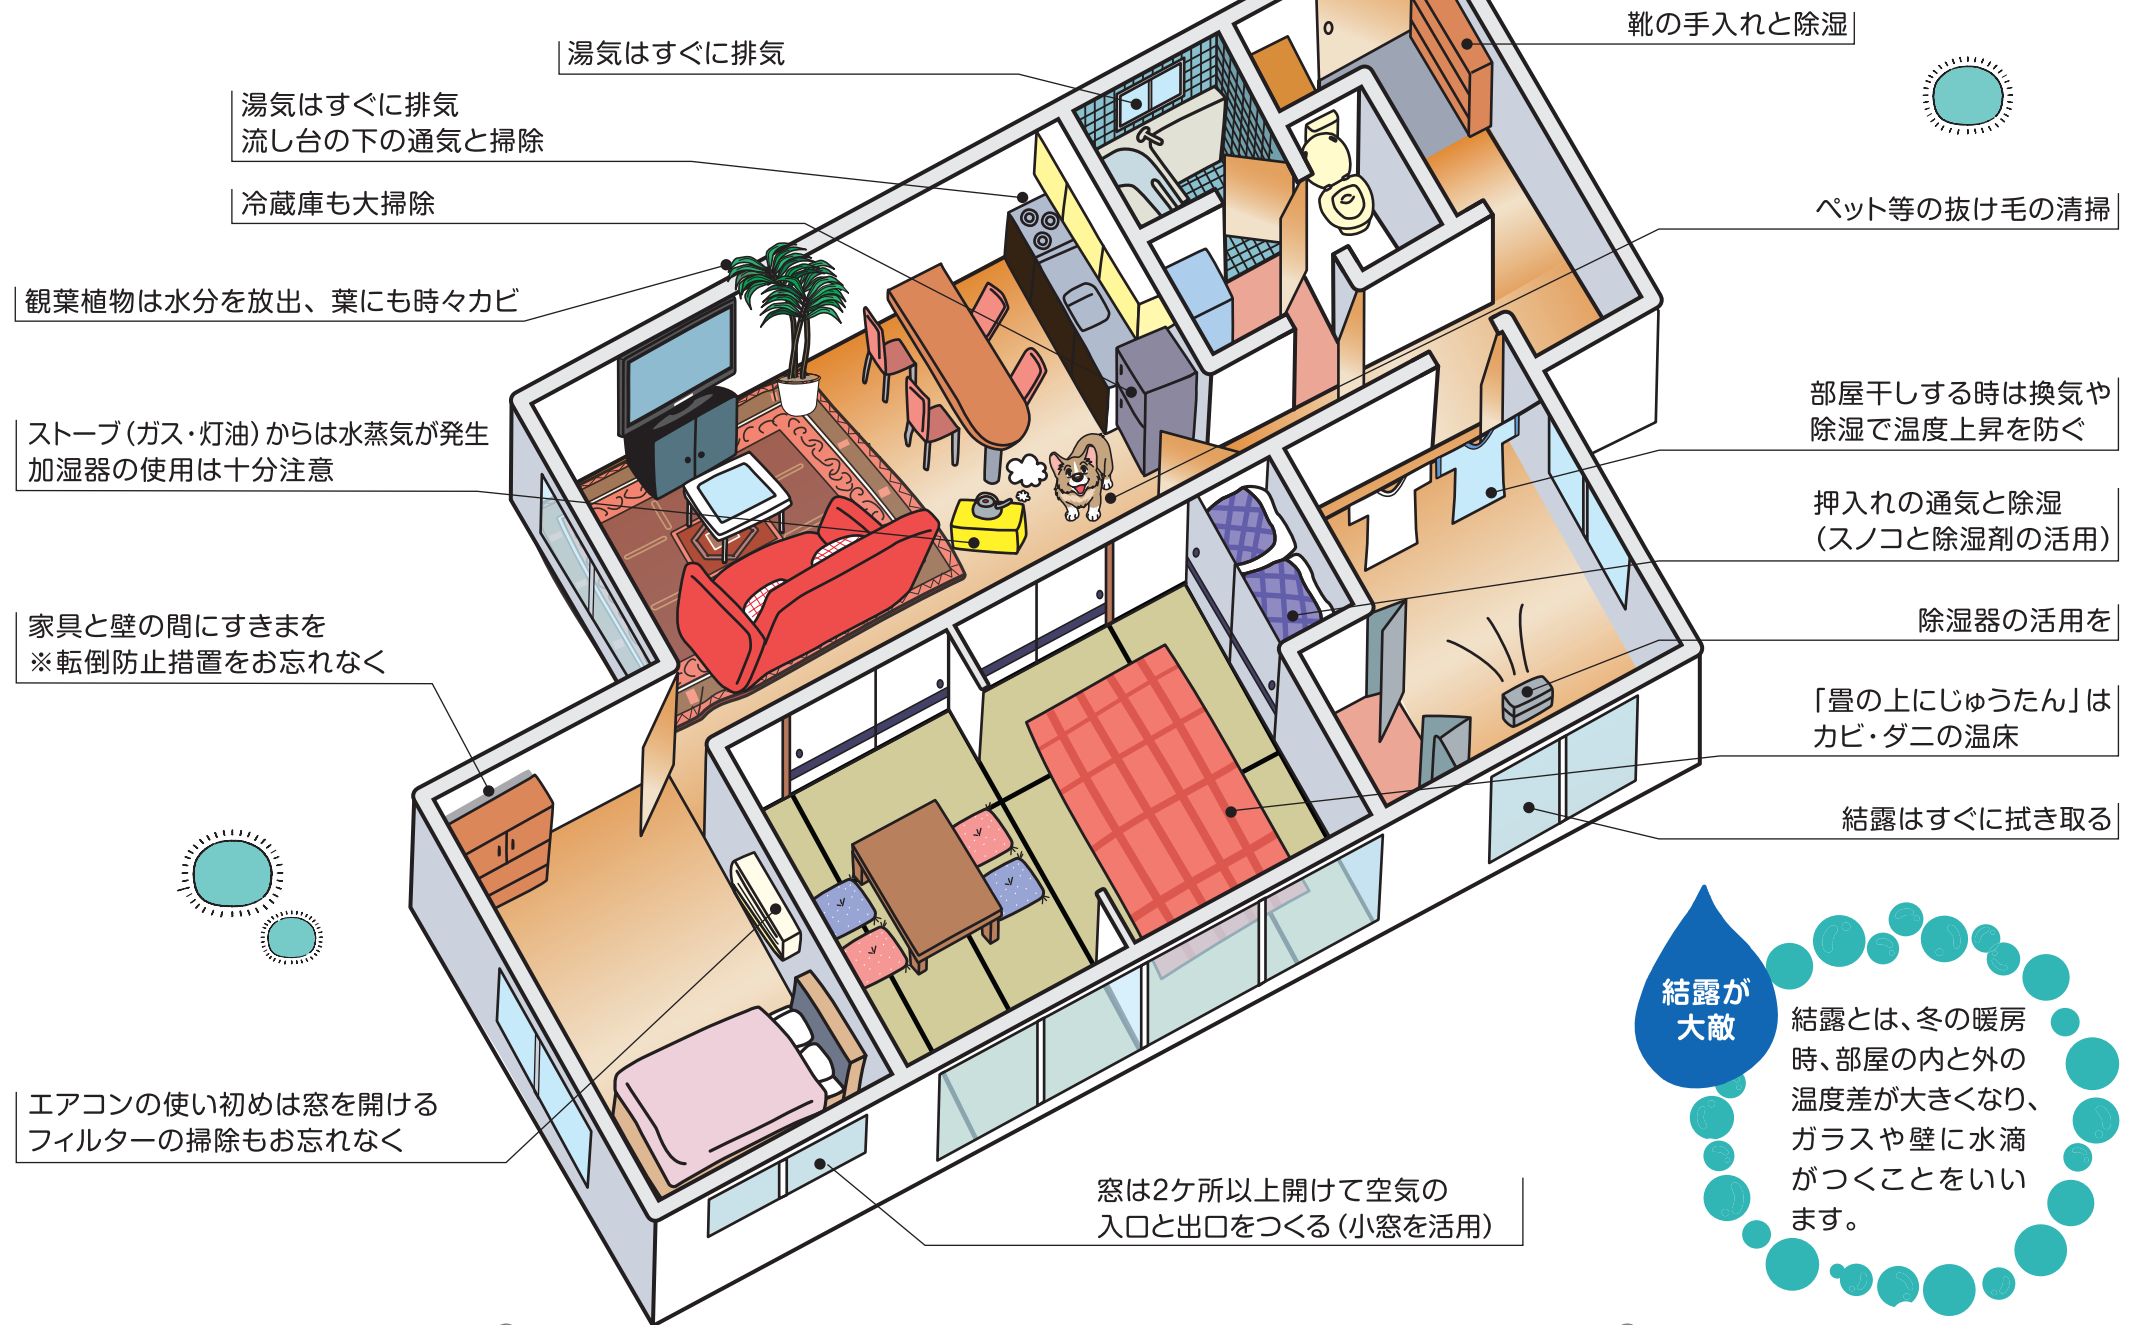 湯気はすぐに排気
靴の手入れと除湿
湯気はすぐに排気
流し台の下の通気と掃除
冷蔵庫も大掃除
ペット等の抜け毛の清掃
観葉植物は水分を放出、葉にも時々カビ
ストーブ(ガス・灯油)からは水蒸気が発生
加湿器の使用は十分注意
部屋干しする時は換気や
除湿で温度上昇を防ぐ
押入れの通気と除湿
(スノコと除湿剤の活用)
家具と壁の間にすきまを
※転倒防止措置をお忘れなく
除湿器の活用を
「畳の上にじゅうたん」は
カビ・ダニの温床
結露はすぐに拭き取る
エアコンの使い初めは窓を開ける
フィルターの掃除もお忘れなく
窓は2ケ所以上開けて空気の
入口と出口をつくる(小窓を活用)
結露が
大敵
結露とは、冬の暖房
時、部屋の内と外の
温度差が大きくなり、
ガラスや壁に水滴
がつくことをいい
ます。